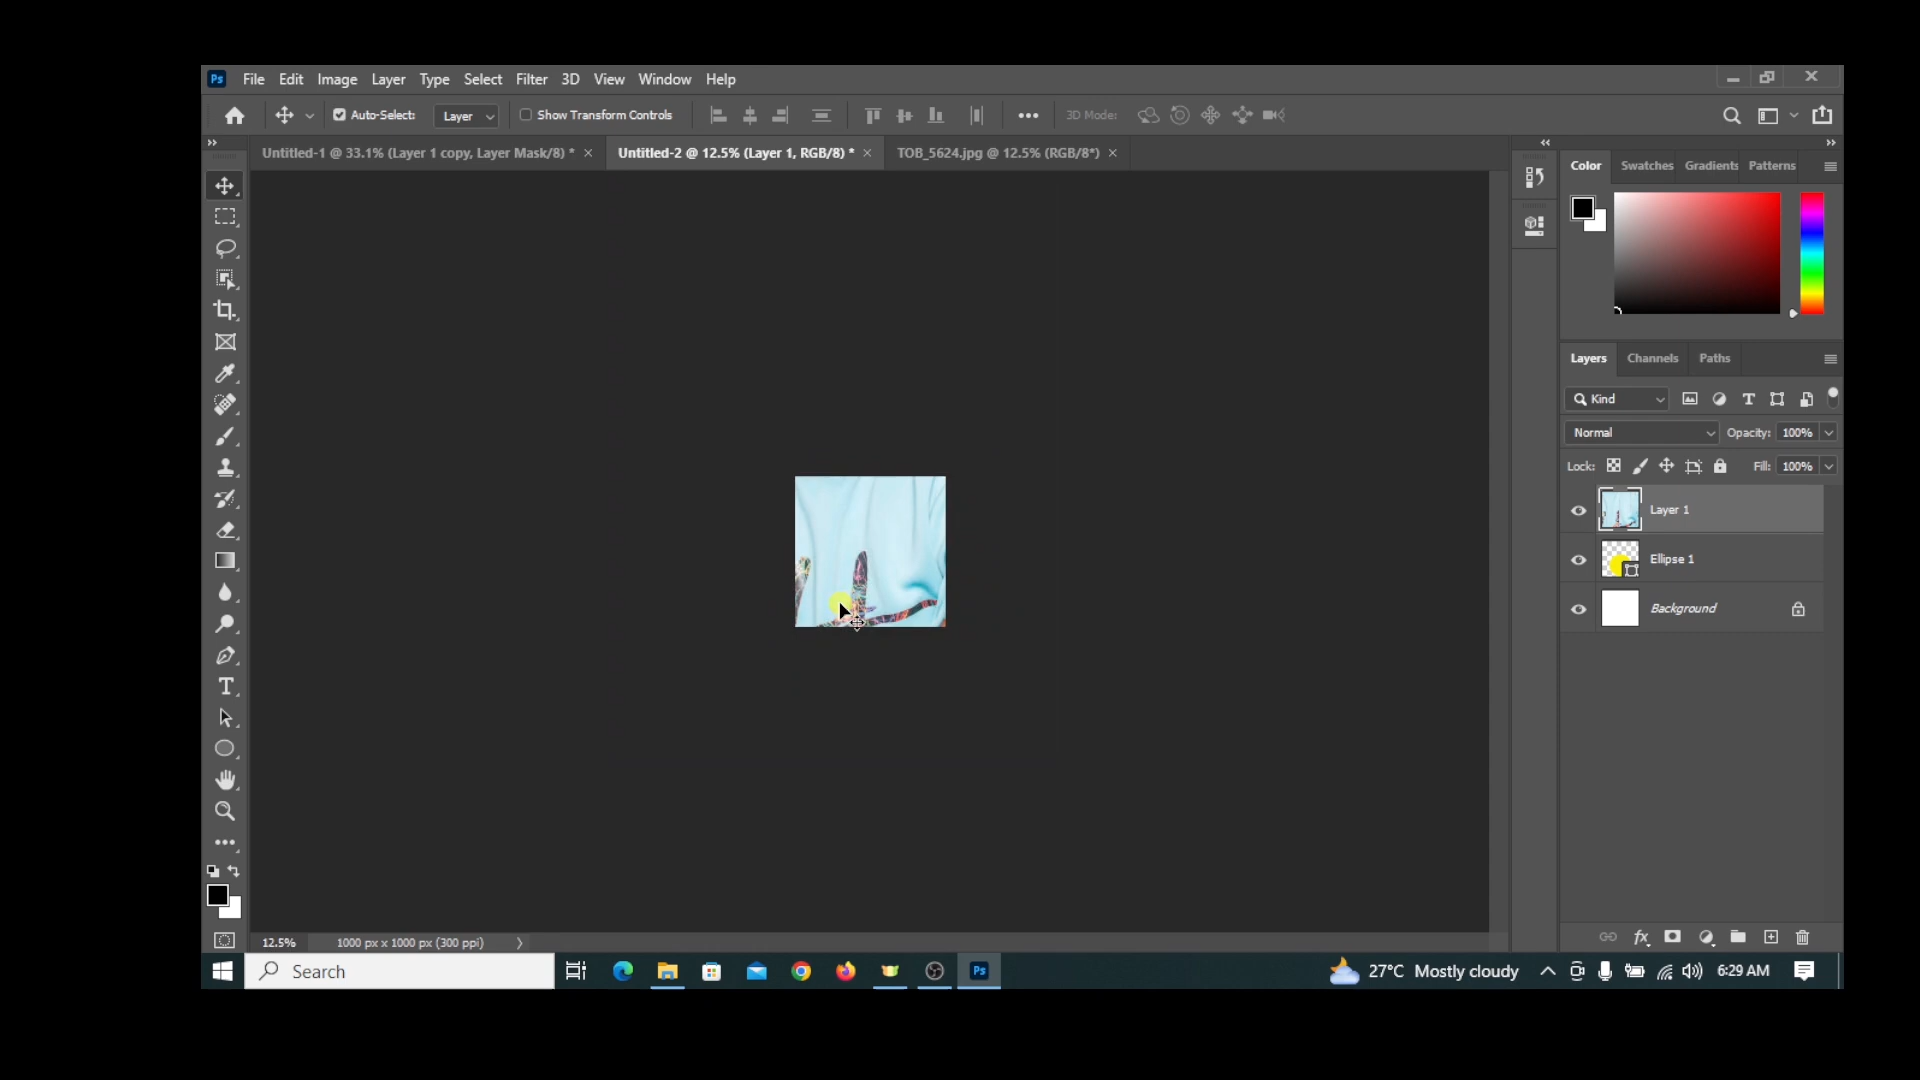 Ps File Edit Image Layer Type Select Filter 3D View Window Help
Auto-Select: Layer Show Transform Controls 3D Mode:
Untitled-1 @ 33.1% (Layer 1 copy, Layer Mask/8) * × Untitled-2 @ 12.5% (Layer 1, RGB/8) * × TOB_5624.jpg @ 12.5% (RGB/8*) ×
Color Swatches Gradients Patterns
Layers Channels Paths
Kind
Normal Opacity: 100%
Lock: Fill: 100%
Layer 1
Ellipse 1
Background
12.5% 1000 px x 1000 px (300 ppi)
Search Ps 27°C Mostly cloudy 6:29 AM